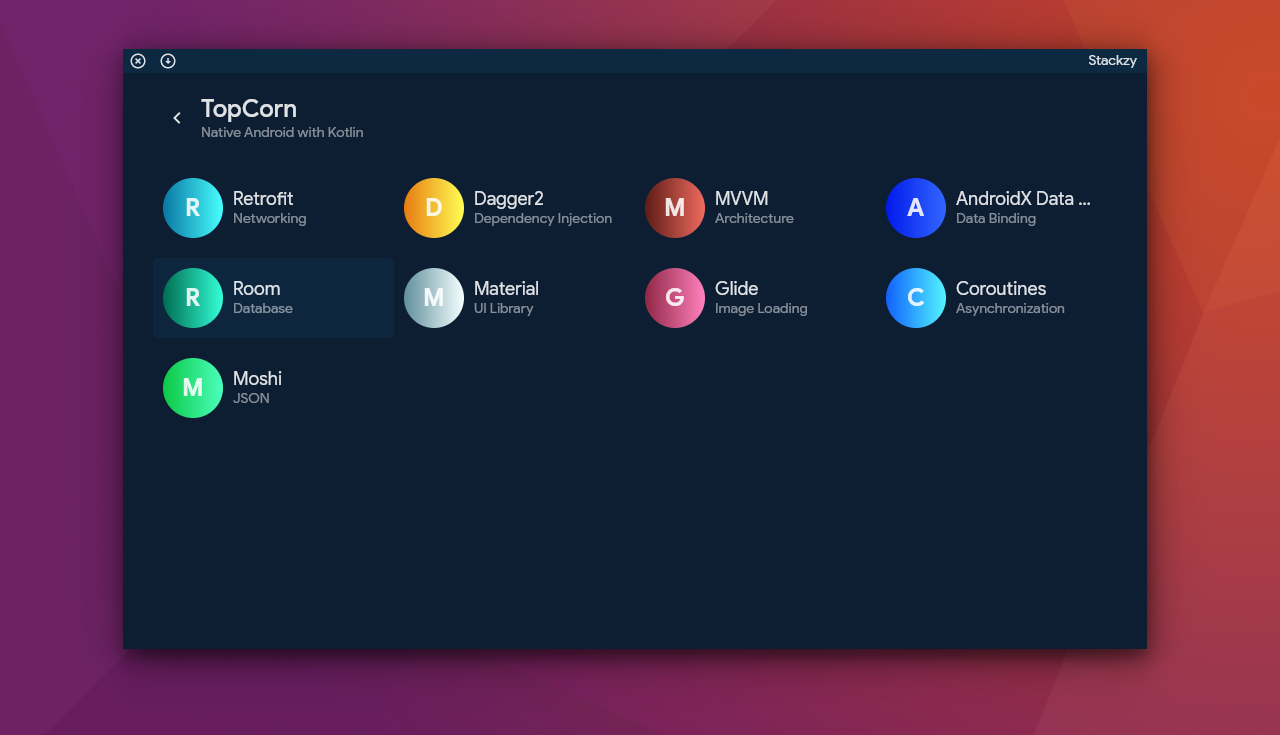 Stackzy
TopCorn
Native Android with Kotlin
R
Retrofit
Networking
D
Dagger2
Dependency Injection
M
MVVM
Architecture
A
AndroidX Data ...
Data Binding
R
Room
Database
M
Material
UI Library
G
Glide
Image Loading
C
Coroutines
Asynchronization
M
Moshi
JSON